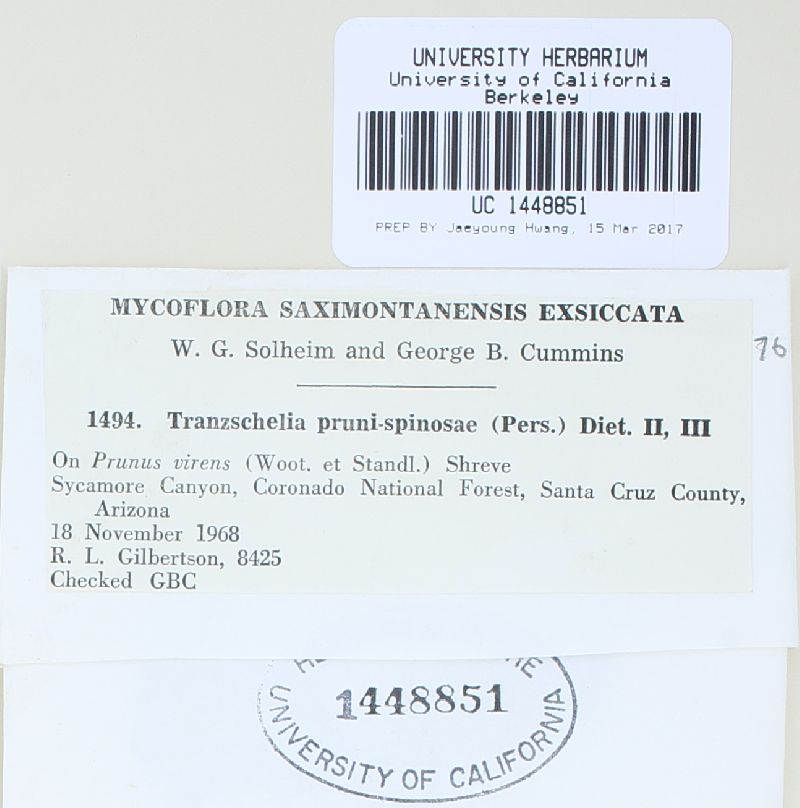 UNIVERSITY HERBARIUM
University of California
Berkeley
UC 1448851
PREP BY Jaeyoung Hwang, 15 Mar 2017
MYCOFLORA SAXIMONTANENSIS EXSICCATA
76
W. G. Solheim and George B. Cummins
1494. Tranzschelia pruni-spinosae (Pers.) Diet. II, III
On Prunus virens (Woot. et Standl.) Shreve
Sycamore Canyon, Coronado National Forest, Santa Cruz County,
Arizona
18 November 1968
R. L. Gilbertson, 8425
Checked GBC
1448851
UNIVERSITY OF CALIFORNIA